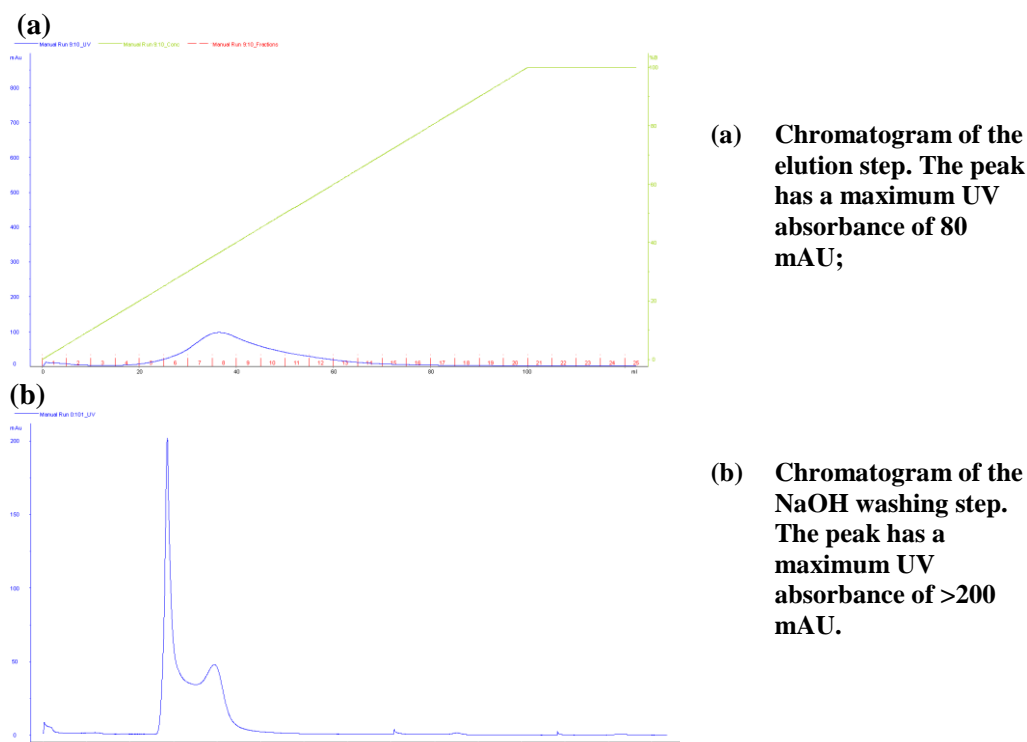 (a)
Manual Run 9:10_UV Manual Run 9:10_Conc Manual Run 9:10_Fractions
mAu
%B
800
700
600
500
400
300
200
100
0
100
80
60
40
20
0
1 2 3 4 5 6 7 8 9 10 11 12 13 14 15 16 17 18 19 20 21 22 23 24 25
0 20 40 60 80 100 ml
(a) Chromatogram of the
elution step. The peak
has a maximum UV
absorbance of 80
mAU;
(b)
Manual Run 9:101_UV
mAu
200
150
100
50
0
(b) Chromatogram of the
NaOH washing step.
The peak has a
maximum UV
absorbance of >200
mAU.